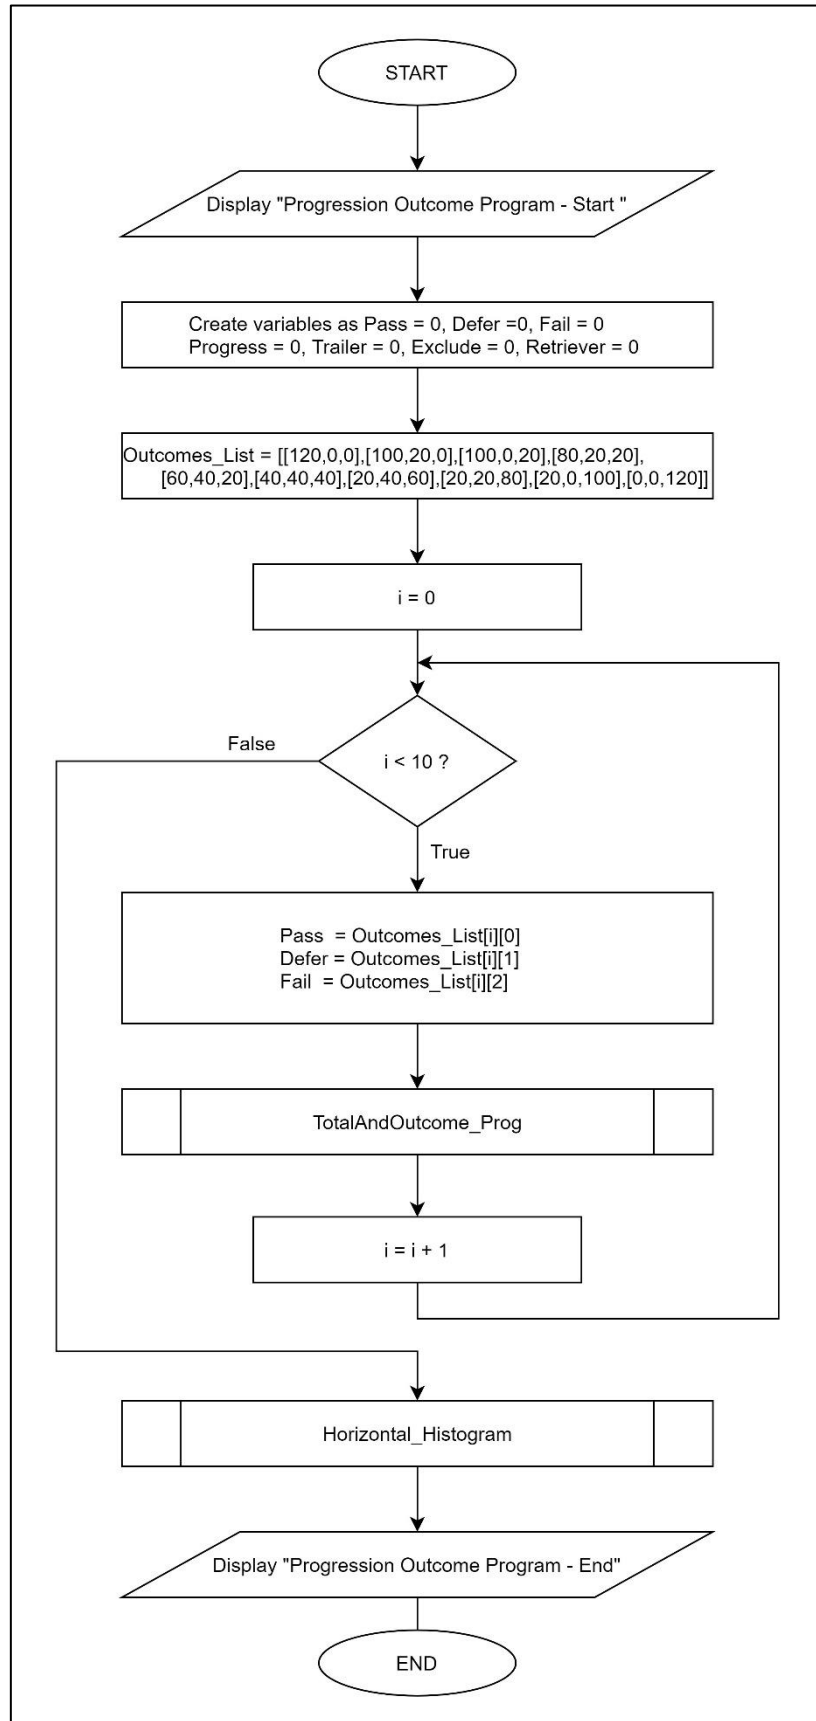 START
Display "Progression Outcome Program - Start "
Create variables as Pass = 0, Defer =0, Fail = 0
Progress = 0, Trailer = 0, Exclude = 0, Retriever = 0
Outcomes_List = [[120,0,0],[100,20,0],[100,0,20],[80,20,20],
[60,40,20],[40,40,40],[20,40,60],[20,20,80],[20,0,100],[0,0,120]]
i = 0
False
i < 10 ?
True
Pass  = Outcomes_List[i][0]
Defer = Outcomes_List[i][1]
Fail  = Outcomes_List[i][2]
TotalAndOutcome_Prog
i = i + 1
Horizontal_Histogram
Display "Progression Outcome Program - End"
END